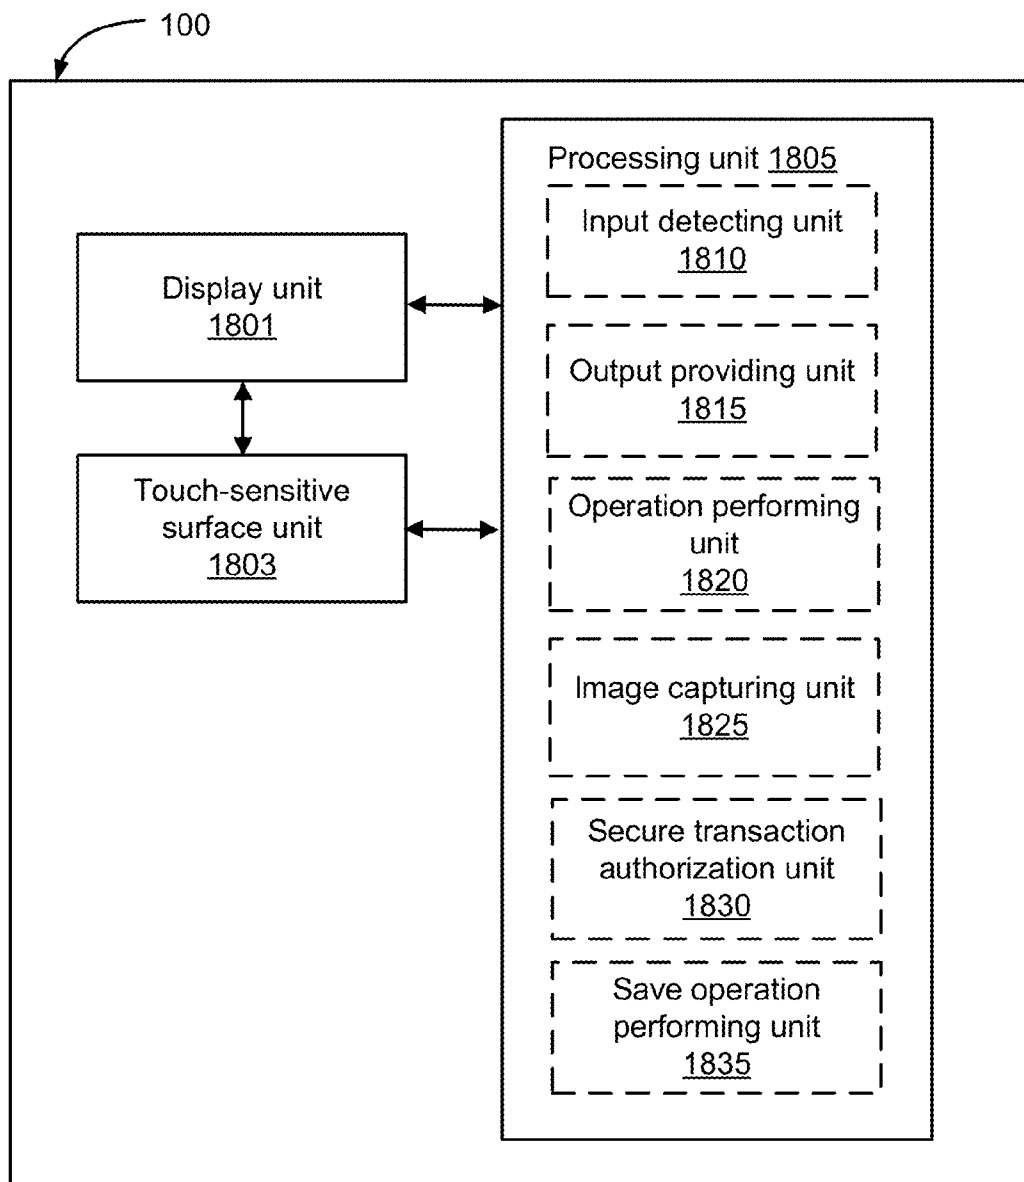 100
Processing unit 1805
Input detecting unit
1810
Display unit
1801
Output providing unit
1815
Touch-sensitive
surface unit
1803
Operation performing
unit
1820
Image capturing unit
1825
Secure transaction
authorization unit
1830
Save operation
performing unit
1835